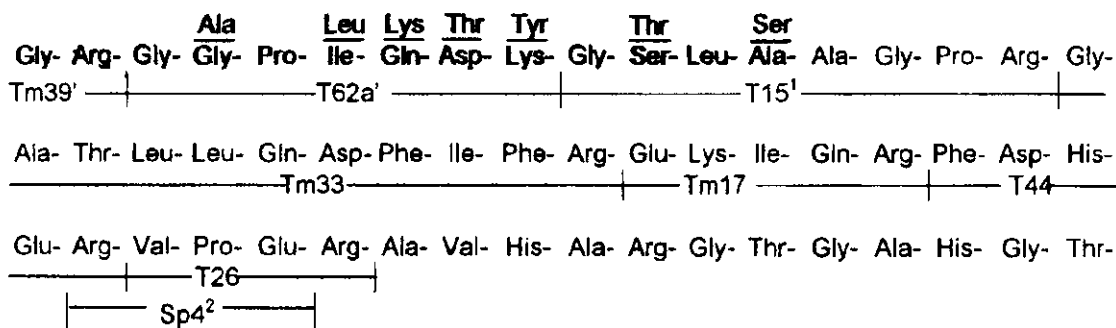 Ala Leu Lys Thr Tyr Thr Ser
Gly- Arg- Gly- Gly- Pro- Ile- Gln- Asp- Lys- Gly- Ser- Leu- Ala- Ala- Gly- Pro- Arg- Gly-
Tm39' T62a' T15¹
Ala- Thr- Leu- Leu- Gln- Asp- Phe- Ile- Phe- Arg- Glu- Lys- Ile- Gln- Arg- Phe- Asp- His-
Tm33 Tm17 T44
Glu- Arg- Val- Pro- Glu- Arg- Ala- Val- His- Ala- Arg- Gly- Thr- Gly- Ala- His- Gly- Thr-
T26
Sp4²